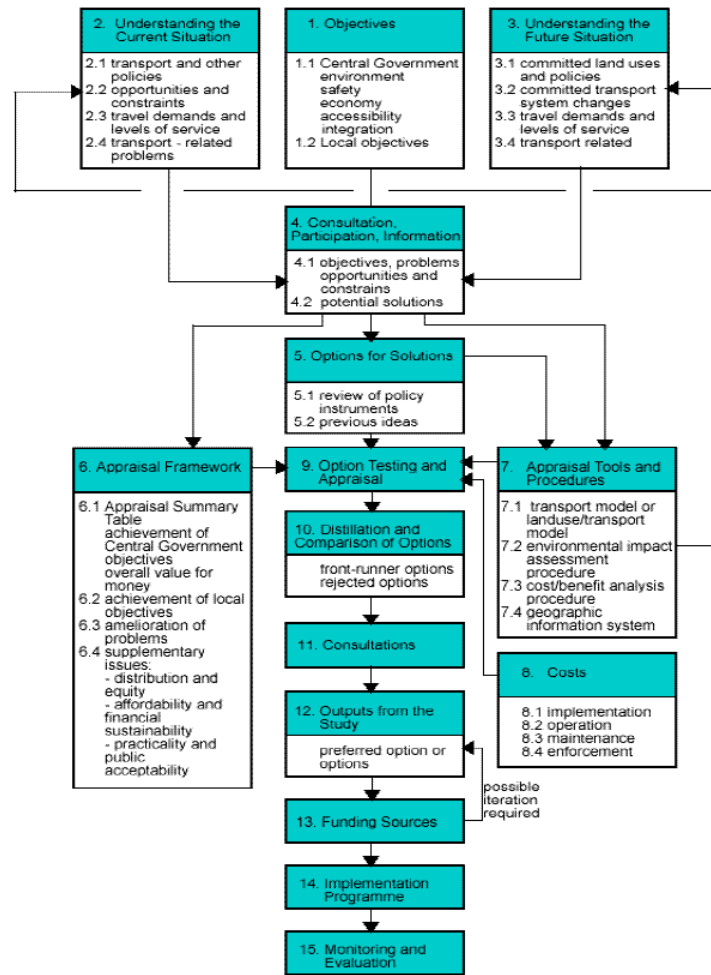 2. Understanding the
Current Situation
2.1 transport and other
policies
2.2 opportunities and
constraints
2.3 travel demands and
levels of service
2.4 transport - related
problems
1. Objectives
1.1 Central Government
environment
safety
economy
accessibility
integration
1.2 Local objectives
3. Understanding the
Future Situation
3.1 committed land uses
and policies
3.2 committed transport
system changes
3.3 travel demands and
levels of service
3.4 transport related
4. Consultation,
Participation, Information
4.1 objectives, problems
opportunities and
constrains
4.2 potential solutions
5. Options for Solutions
5.1 review of policy
instruments
5.2 previous ideas
6. Appraisal Framework
6.1 Appraisal Summary
Table
achievement of
Central Government
objectives
overall value for
money
6.2 achievement of local
objectives
6.3 amelioration of
problems
6.4 supplementary
issues:
- distribution and
equity
- affordability and
financial
sustainability
- practicality and
public
acceptability
9. Option Testing and
Appraisal
7. Appraisal Tools and
Procedures
7.1 transport model or
landuse/transport
model
7.2 environmental impact
assessment
procedure
7.3 cost/benefit analysis
procedure
7.4 geographic
information system
10. Distillation and
Comparison of Options
front-runner options
rejected options
11. Consultations
8. Costs
8.1 implementation
8.2 operation
8.3 maintenance
8.4 enforcement
12. Outputs from the
Study
preferred option or
options
possible
iteration
required
13. Funding Sources
14. Implementation
Programme
15. Monitoring and
Evaluation